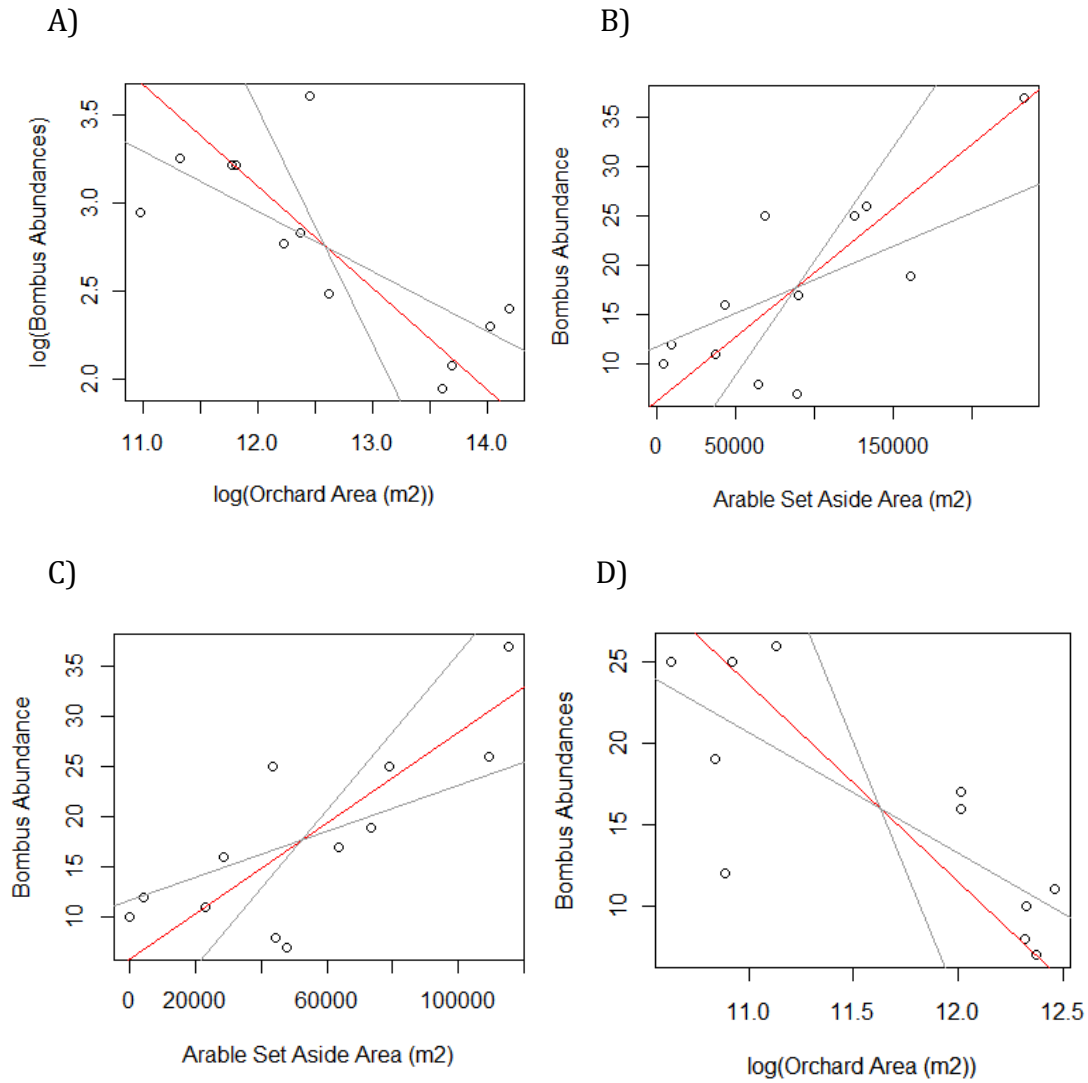 A)
log(Bombus Abundances)
3.5
3.0
2.5
2.0
11.0 12.0 13.0 14.0
log(Orchard Area (m2))
B)
Bombus Abundance
35
30
25
20
15
10
0 50000 150000
Arable Set Aside Area (m2)
C)
Bombus Abundance
35
30
25
20
15
10
0 20000 60000 100000
Arable Set Aside Area (m2)
D)
Bombus Abundances
25
20
15
10
11.0 11.5 12.0 12.5
log(Orchard Area (m2))